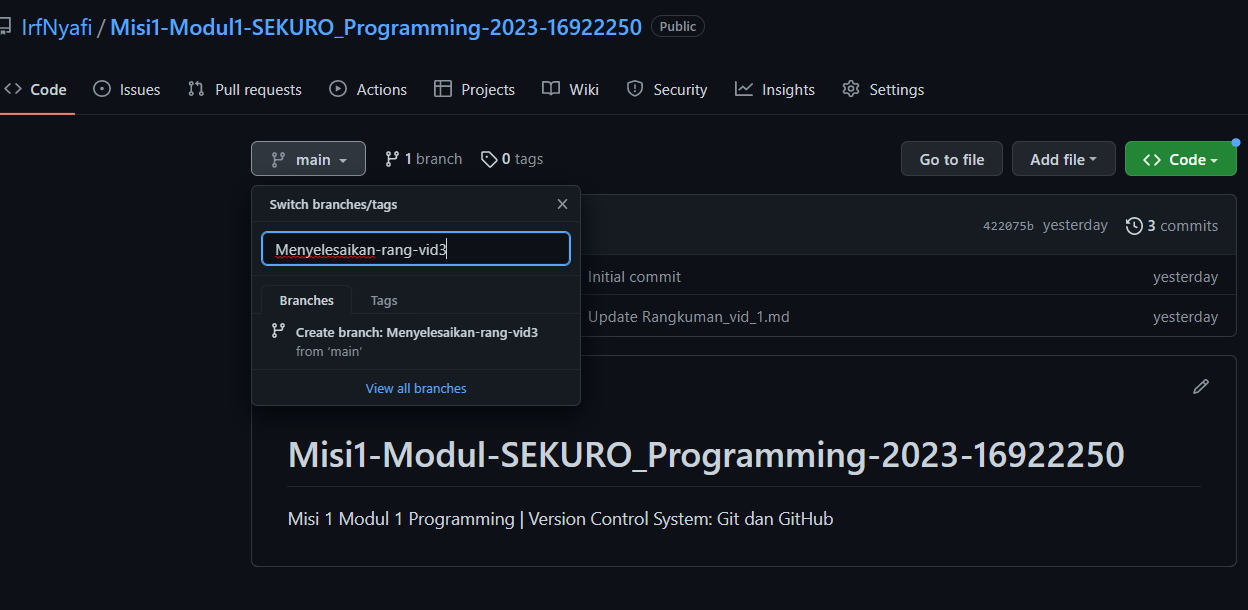 IrfNyafi / Misi1-Modul1-SEKURO_Programming-2023-16922250 Public
Code Issues Pull requests Actions Projects Wiki Security Insights Settings
main 1 branch 0 tags Go to file Add file Code
Switch branches/tags
Menyelesaikan-rang-vid3
Branches Tags
Create branch: Menyelesaikan-rang-vid3
from ‘main’
View all branches
422075b yesterday 3 commits
Initial commit yesterday
Update Rangkuman_vid_1.md yesterday
Misi1-Modul-SEKURO_Programming-2023-16922250
Misi 1 Modul 1 Programming | Version Control System: Git dan GitHub